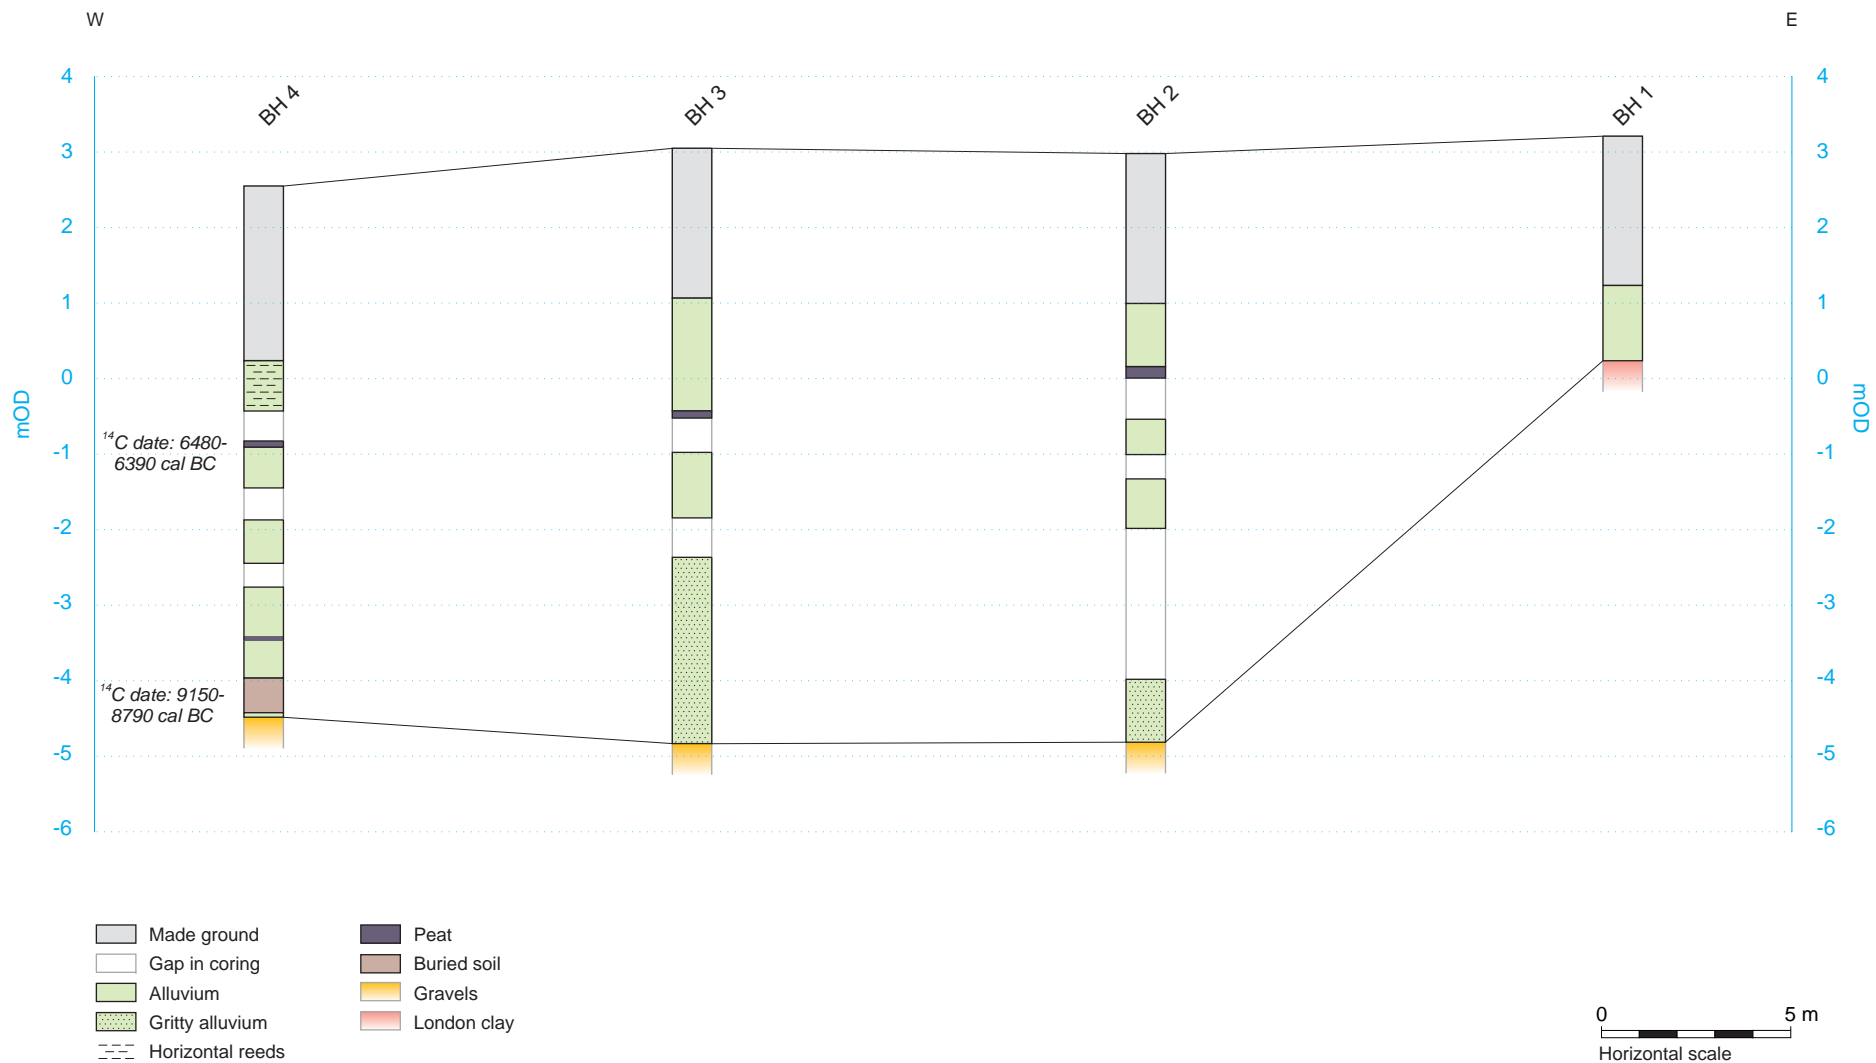 W
E
4
4
BH 4
BH 3
BH 2
BH 1
3
3
2
2
1
1
0
0
mOD
mOD
¹⁴C date: 6480-
6390 cal BC
-1
-1
-2
-2
-3
-3
-4
-4
¹⁴C date: 9150-
8790 cal BC
-5
-5
-6
-6
Made ground
Gap in coring
Alluvium
Gritty alluvium
Horizontal reeds
Peat
Buried soil
Gravels
London clay
0 5 m
Horizontal scale